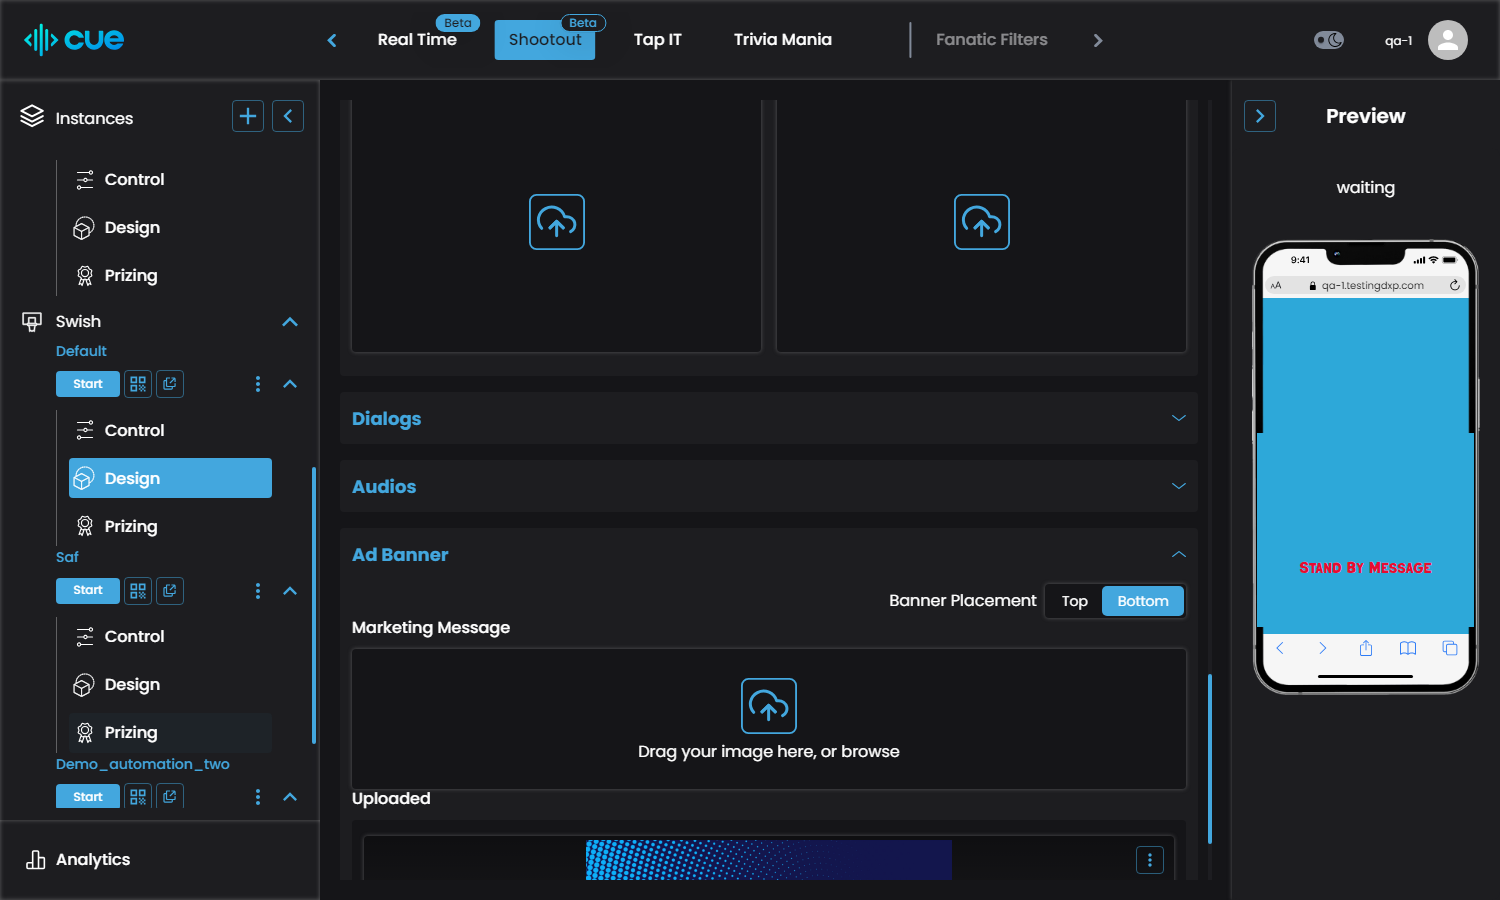 cue
Real Time
Beta
Shootout
Beta
Tap IT
Trivia Mania
Fanatic Filters
qa-1
Instances
Control
Design
Prizing
Swish
Default
Start
Control
Design
Prizing
Saf
Start
Control
Design
Prizing
Demo_automation_two
Start
Analytics
Dialogs
Audios
Ad Banner
Banner Placement
Top
Bottom
Marketing Message
Drag your image here, or browse
Uploaded
Preview
waiting
9:41
AA
qa-1.testingdxp.com
Stand By Message